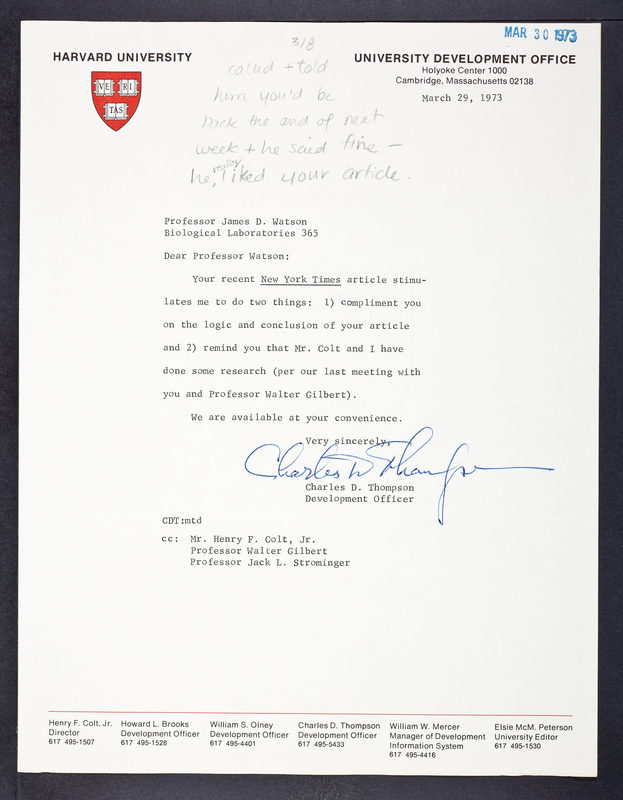 MAR 30 1973
HARVARD UNIVERSITY
VE RI
TAS
UNIVERSITY DEVELOPMENT OFFICE
Holyoke Center 1000
Cambridge, Massachusetts 02138
March 29, 1973
3/8
called + told
him you'd be
back the end of next
week + he said fine —
he really liked your article.
Professor James D. Watson
Biological Laboratories 365
Dear Professor Watson:
Your recent New York Times article stimu-
lates me to do two things: 1) compliment you
on the logic and conclusion of your article
and 2) remind you that Mr. Colt and I have
done some research (per our last meeting with
you and Professor Walter Gilbert).
We are available at your convenience.
Very sincerely,
Charles D Thompson
Charles D. Thompson
Development Officer
CDT:mtd
cc: Mr. Henry F. Colt, Jr.
Professor Walter Gilbert
Professor Jack L. Strominger
Henry F. Colt, Jr.
Director
617 495-1507
Howard L. Brooks
Development Officer
617 495-1528
William S. Olney
Development Officer
617 495-4401
Charles D. Thompson
Development Officer
617 495-5433
William W. Mercer
Manager of Development
Information System
617 495-4416
Elsie McM. Peterson
University Editor
617 495-1530